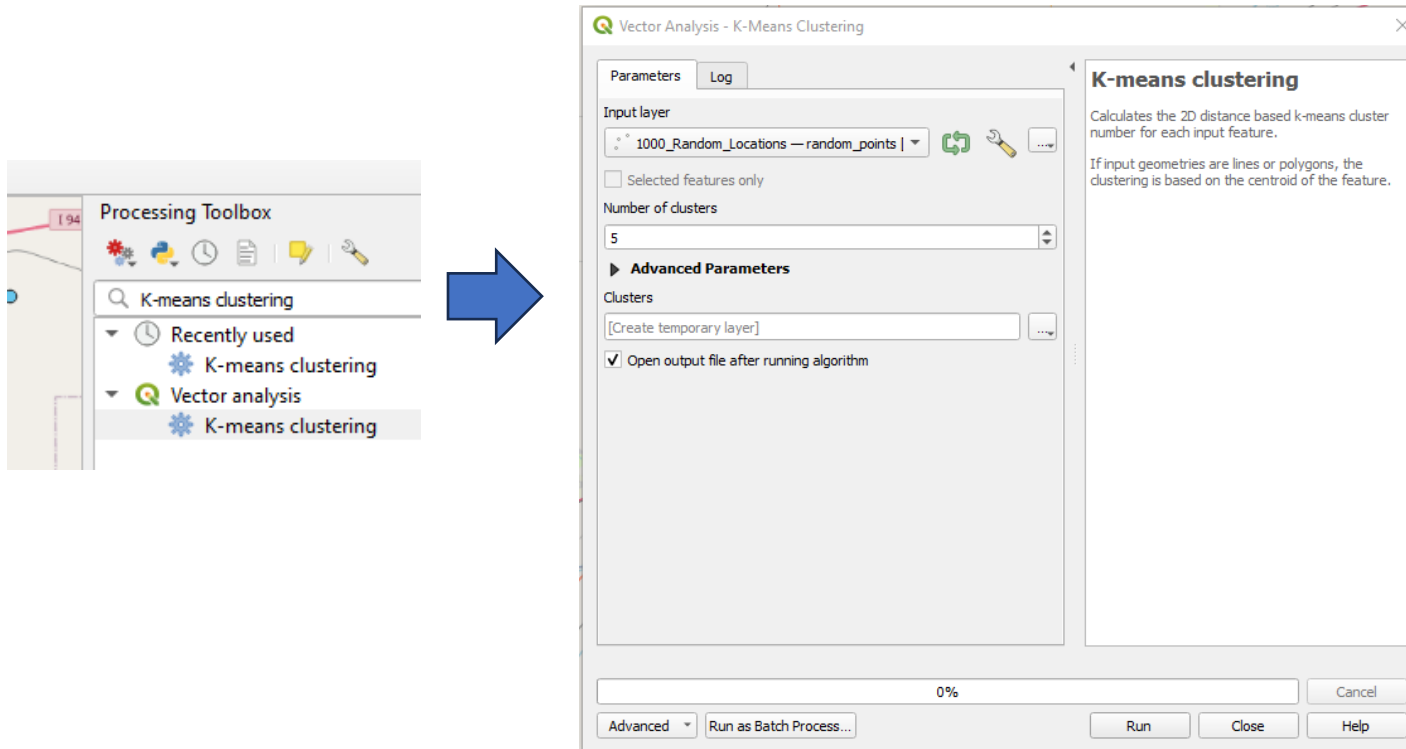 I 94
Processing Toolbox
K-means clustering
Recently used
K-means clustering
Vector analysis
K-means clustering
Vector Analysis - K-Means Clustering
Parameters
Log
Input layer
1000_Random_Locations — random_points |
...
Selected features only
Number of clusters
5
Advanced Parameters
Clusters
[Create temporary layer]
...
Open output file after running algorithm
K-means clustering
Calculates the 2D distance based k-means cluster
number for each input feature.
If input geometries are lines or polygons, the
clustering is based on the centroid of the feature.
0%
Cancel
Advanced
Run as Batch Process...
Run
Close
Help